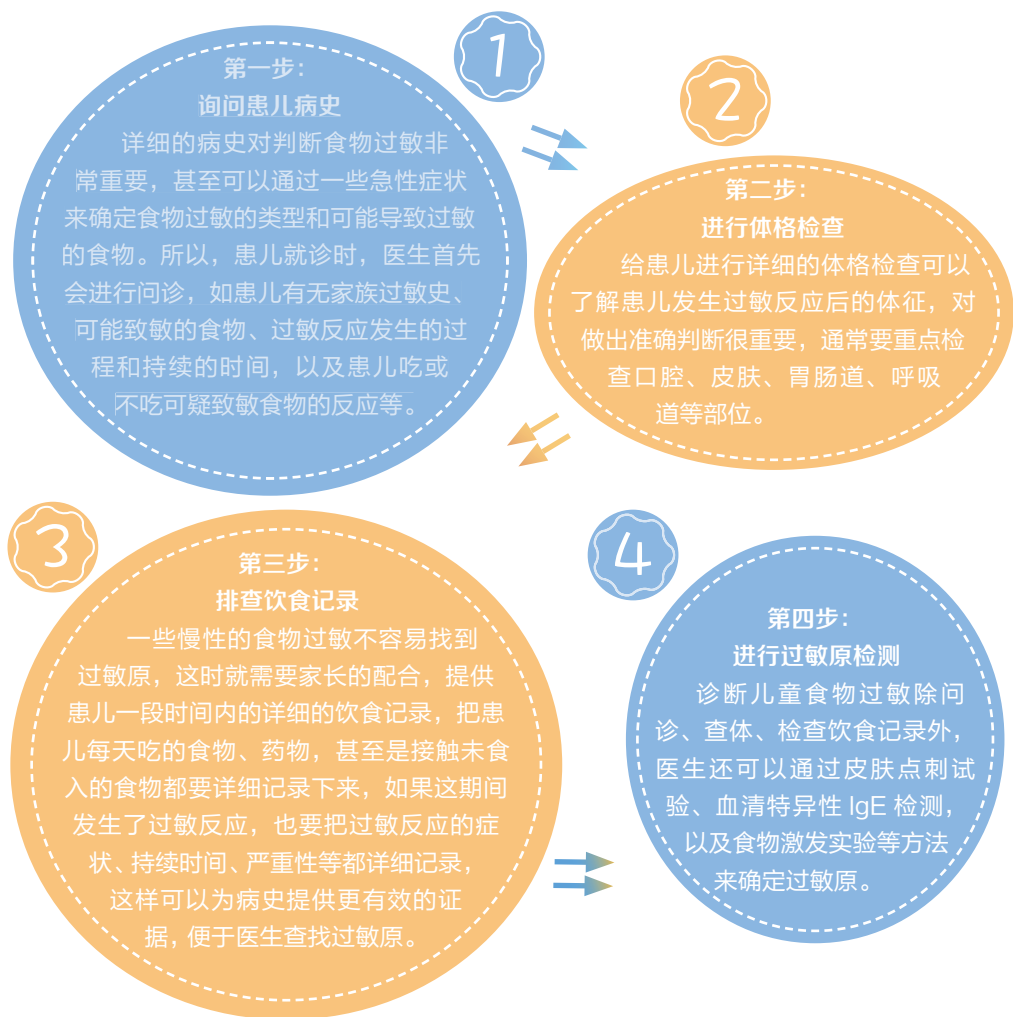 1
第一步：
询问患儿病史
详细的病史对判断食物过敏非
常重要，甚至可以通过一些急性症状
来确定食物过敏的类型和可能导致过敏
的食物。所以，患儿就诊时，医生首先
会进行问诊，如患儿有无家族过敏史、
可能致敏的食物、过敏反应发生的过
程和持续的时间，以及患儿吃或
不吃可疑致敏食物的反应等。
2
第二步：
进行体格检查
给患儿进行详细的体格检查可以
了解患儿发生过敏反应后的体征，对
做出准确判断很重要，通常要重点检
查口腔、皮肤、胃肠道、呼吸
道等部位。
3
第三步：
排查饮食记录
一些慢性的食物过敏不容易找到
过敏原，这时就需要家长的配合，提供
患儿一段时间内的详细的饮食记录，把患
儿每天吃的食物、药物，甚至是接触未食
入的食物都要详细记录下来，如果这期间
发生了过敏反应，也要把过敏反应的症
状、持续时间、严重性等都详细记录，
这样可以为病史提供更有效的证
据，便于医生查找过敏原。
4
第四步：
进行过敏原检测
诊断儿童食物过敏除问
诊、查体、检查饮食记录外，
医生还可以通过皮肤点刺试
验、血清特异性 IgE 检测，
以及食物激发实验等方法
来确定过敏原。